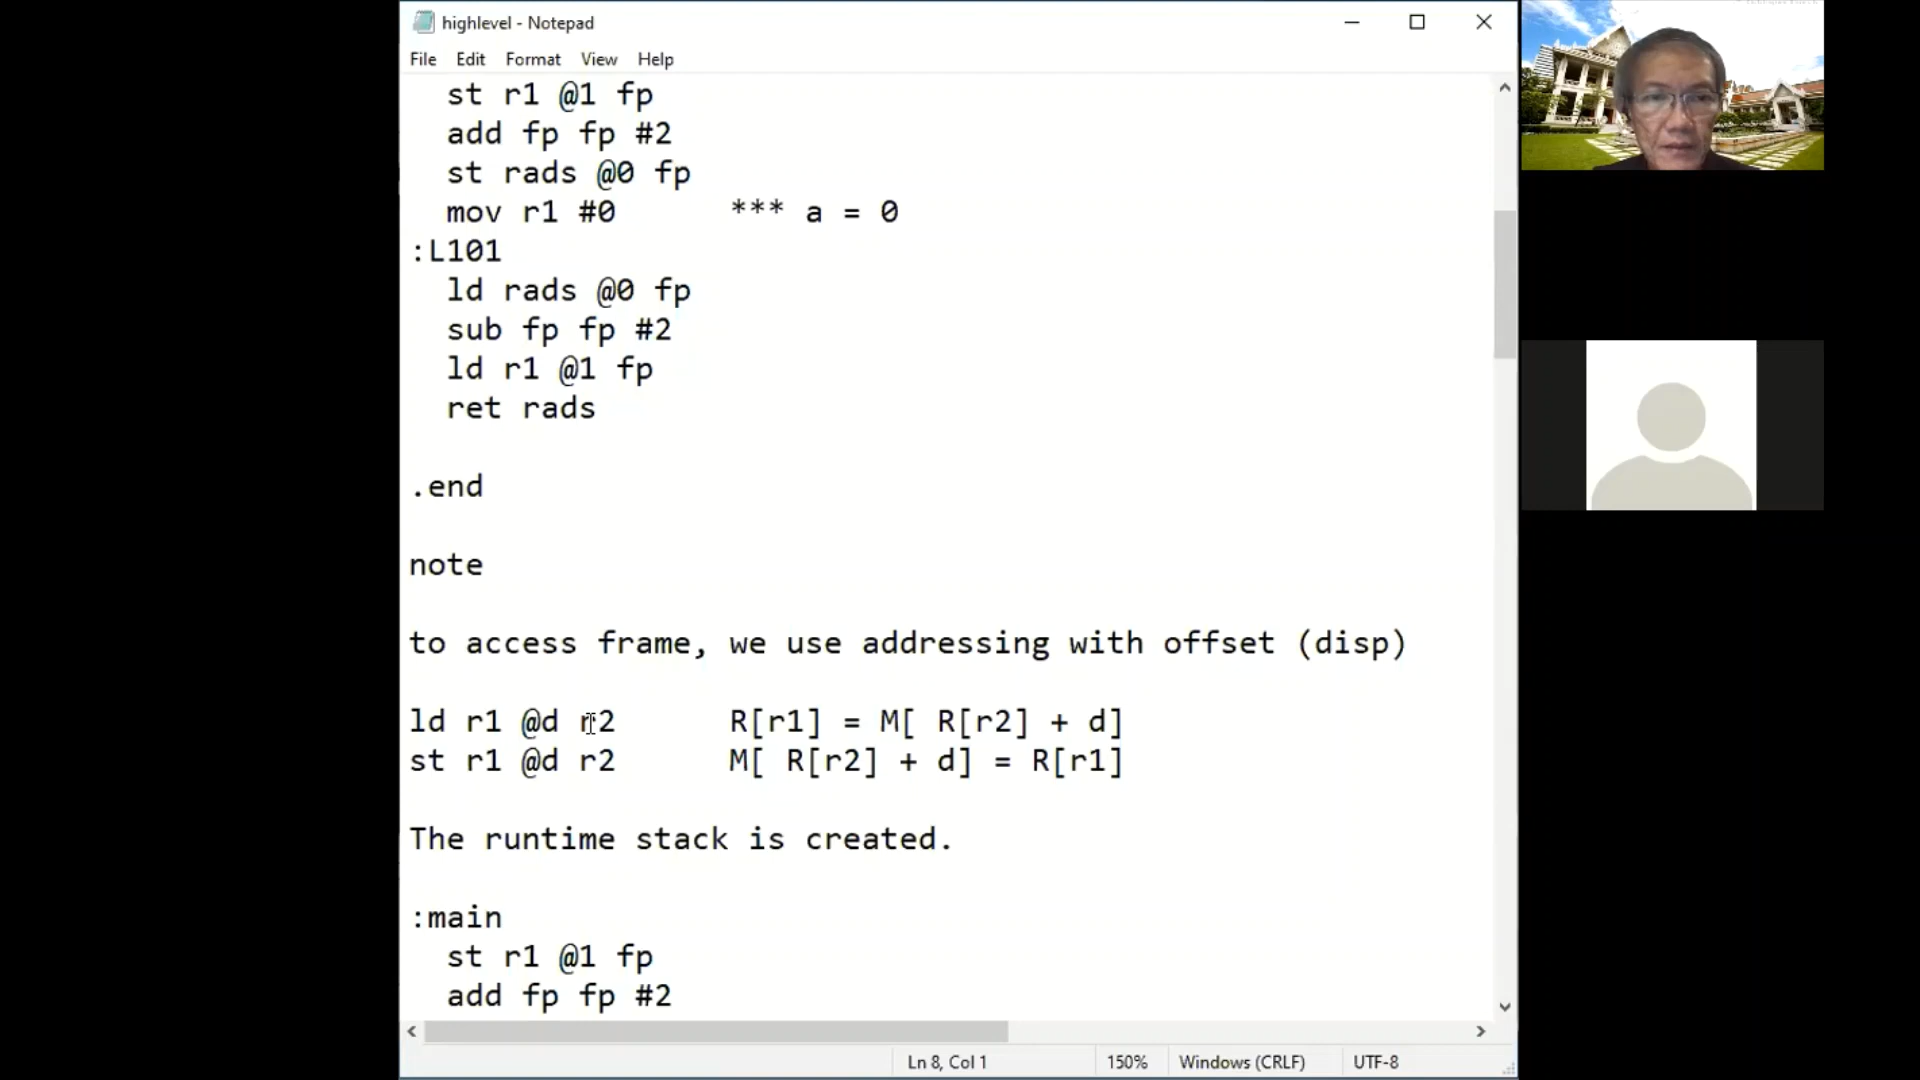 highlevel - Notepad
File Edit Format View Help
st r1 @1 fp
add fp fp #2
st rads @0 fp
mov r1 #0 *** a = 0
:L101
ld rads @0 fp
sub fp fp #2
ld r1 @1 fp
ret rads
.end
note
to access frame, we use addressing with offset (disp)
ld r1 @d r2 R[r1] = M[ R[r2] + d]
st r1 @d r2 M[ R[r2] + d] = R[r1]
The runtime stack is created.
:main
st r1 @1 fp
add fp fp #2
Ln 8, Col 1 150% Windows (CRLF) UTF-8